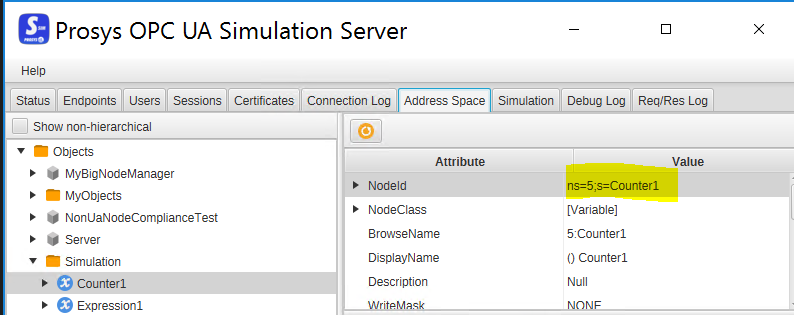 Prosys OPC UA Simulation Server
Help
Status Endpoints Users Sessions Certificates Connection Log Address Space Simulation Debug Log Req/Res Log
Show non-hierarchical
Objects
MyBigNodeManager
MyObjects
NonUaNodeComplianceTest
Server
Simulation
Counter1
Expression1
Attribute Value
NodeId ns=5;s=Counter1
NodeClass [Variable]
BrowseName 5:Counter1
DisplayName () Counter1
Description Null
WriteMask NONE